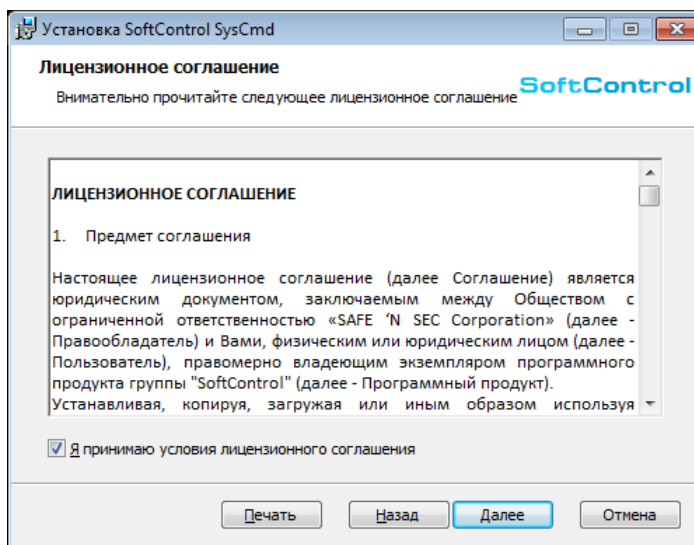 Установка SoftControl SysCmd
Лицензионное соглашение
Внимательно прочитайте следующее лицензионное соглашение
SoftControl
ЛИЦЕНЗИОННОЕ СОГЛАШЕНИЕ
1. Предмет соглашения
Настоящее лицензионное соглашение (далее Соглашение) является
юридическим документом, заключаемым между Обществом с
ограниченной ответственностью «SAFE ‘N SEC Corporation» (далее -
Правообладатель) и Вами, физическим или юридическим лицом (далее -
Пользователь), правомерно владеющим экземпляром программного
продукта группы "SoftControl" (далее - Программный продукт).
Устанавливая, копируя, загружая или иным образом используя
Я принимаю условия лицензионного соглашения
Печать
Назад
Далее
Отмена